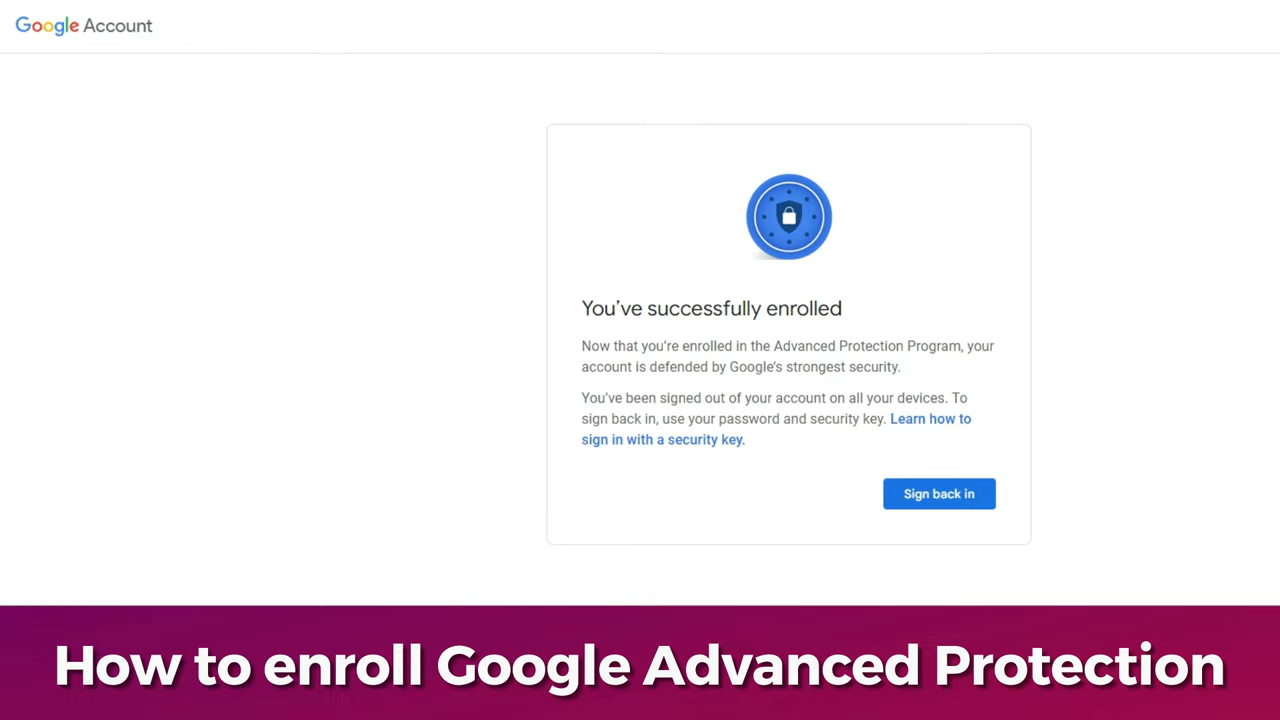 Google Account
You've successfully enrolled
Now that you're enrolled in the Advanced Protection Program, your
account is defended by Google's strongest security.
You've been signed out of your account on all your devices. To
sign back in, use your password and security key. Learn how to
sign in with a security key.
Sign back in
How to enroll Google Advanced Protection